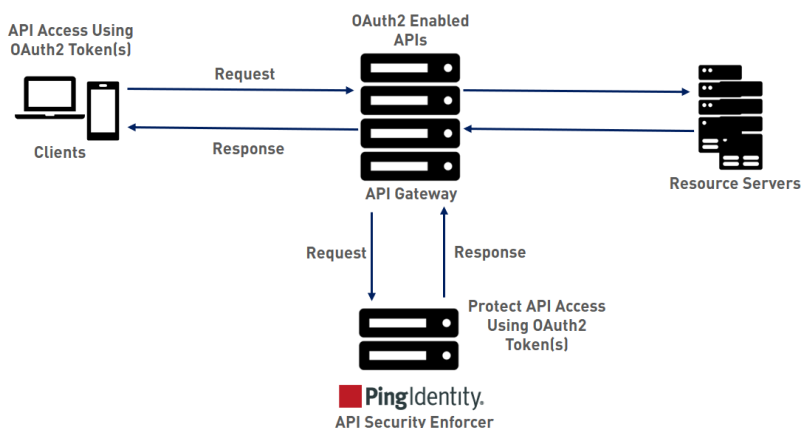 API Access Using
OAuth2 Token(s)
Clients
Request
Response
OAuth2 Enabled
APIs
API Gateway
Resource Servers
Request
Response
Protect API Access
Using OAuth2
Token(s)
PingIdentity.
API Security Enforcer